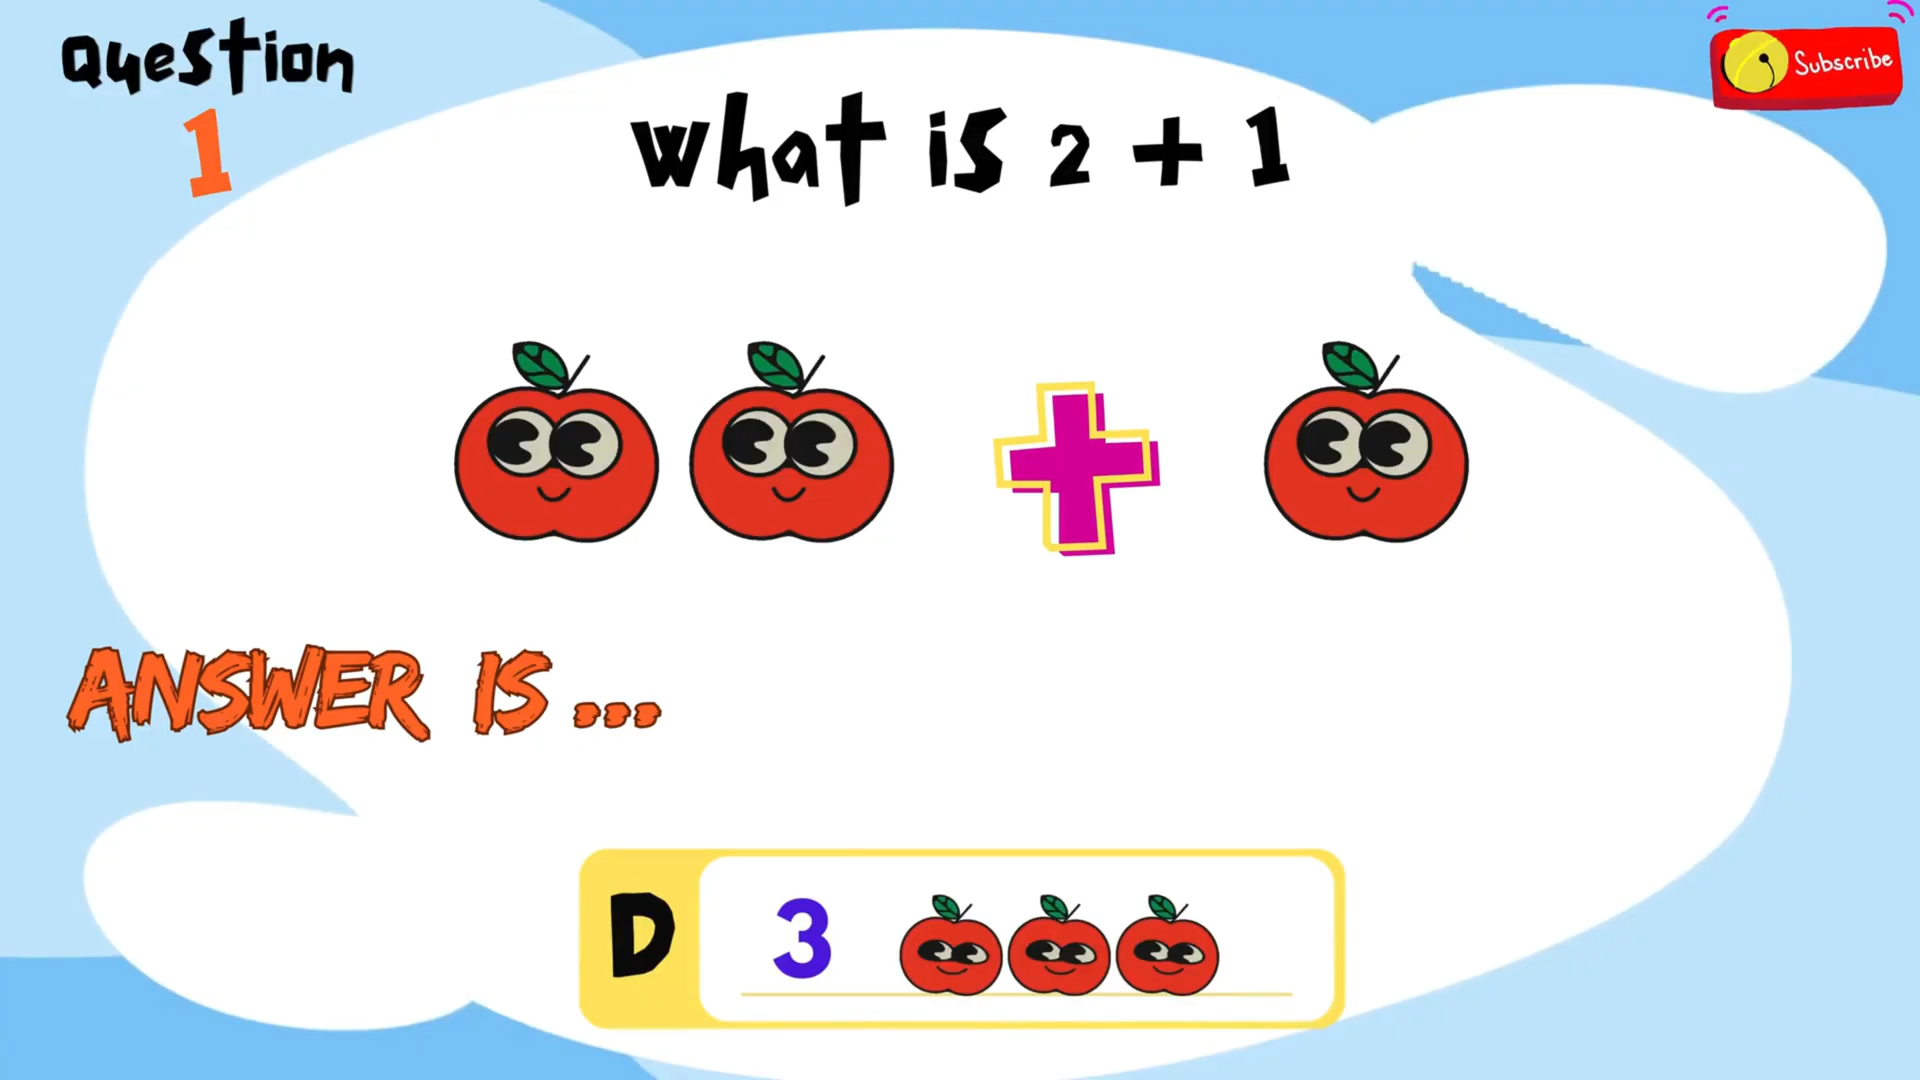 Question
1
Subscribe
What is 2 + 1
ANSWER IS ...
D 3